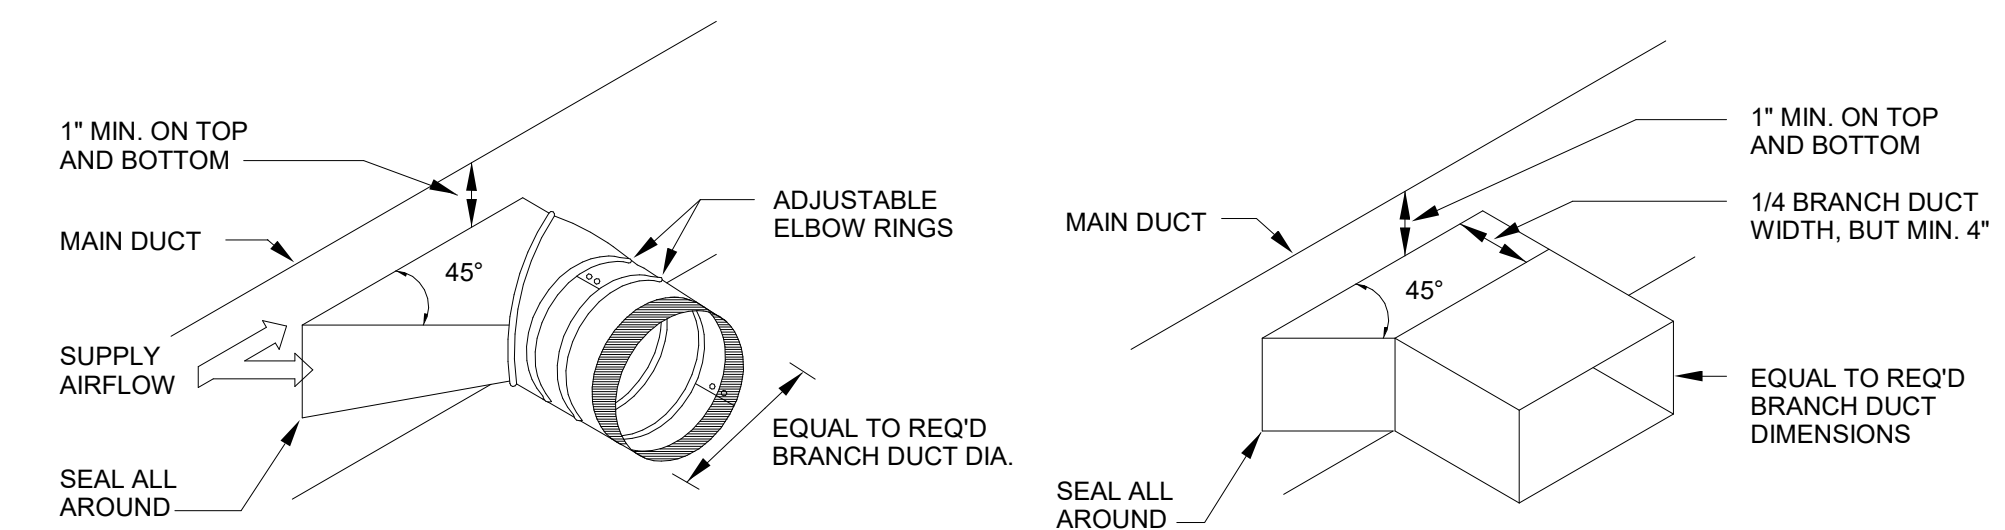 1" MIN. ON TOP
AND BOTTOM
MAIN DUCT
45°
SUPPLY
AIRFLOW
SEAL ALL
AROUND
ADJUSTABLE
ELBOW RINGS
EQUAL TO REQ'D
BRANCH DUCT DIA.
MAIN DUCT
45°
SEAL ALL
AROUND
1" MIN. ON TOP
AND BOTTOM
1/4 BRANCH DUCT
WIDTH, BUT MIN. 4"
EQUAL TO REQ'D
BRANCH DUCT
DIMENSIONS